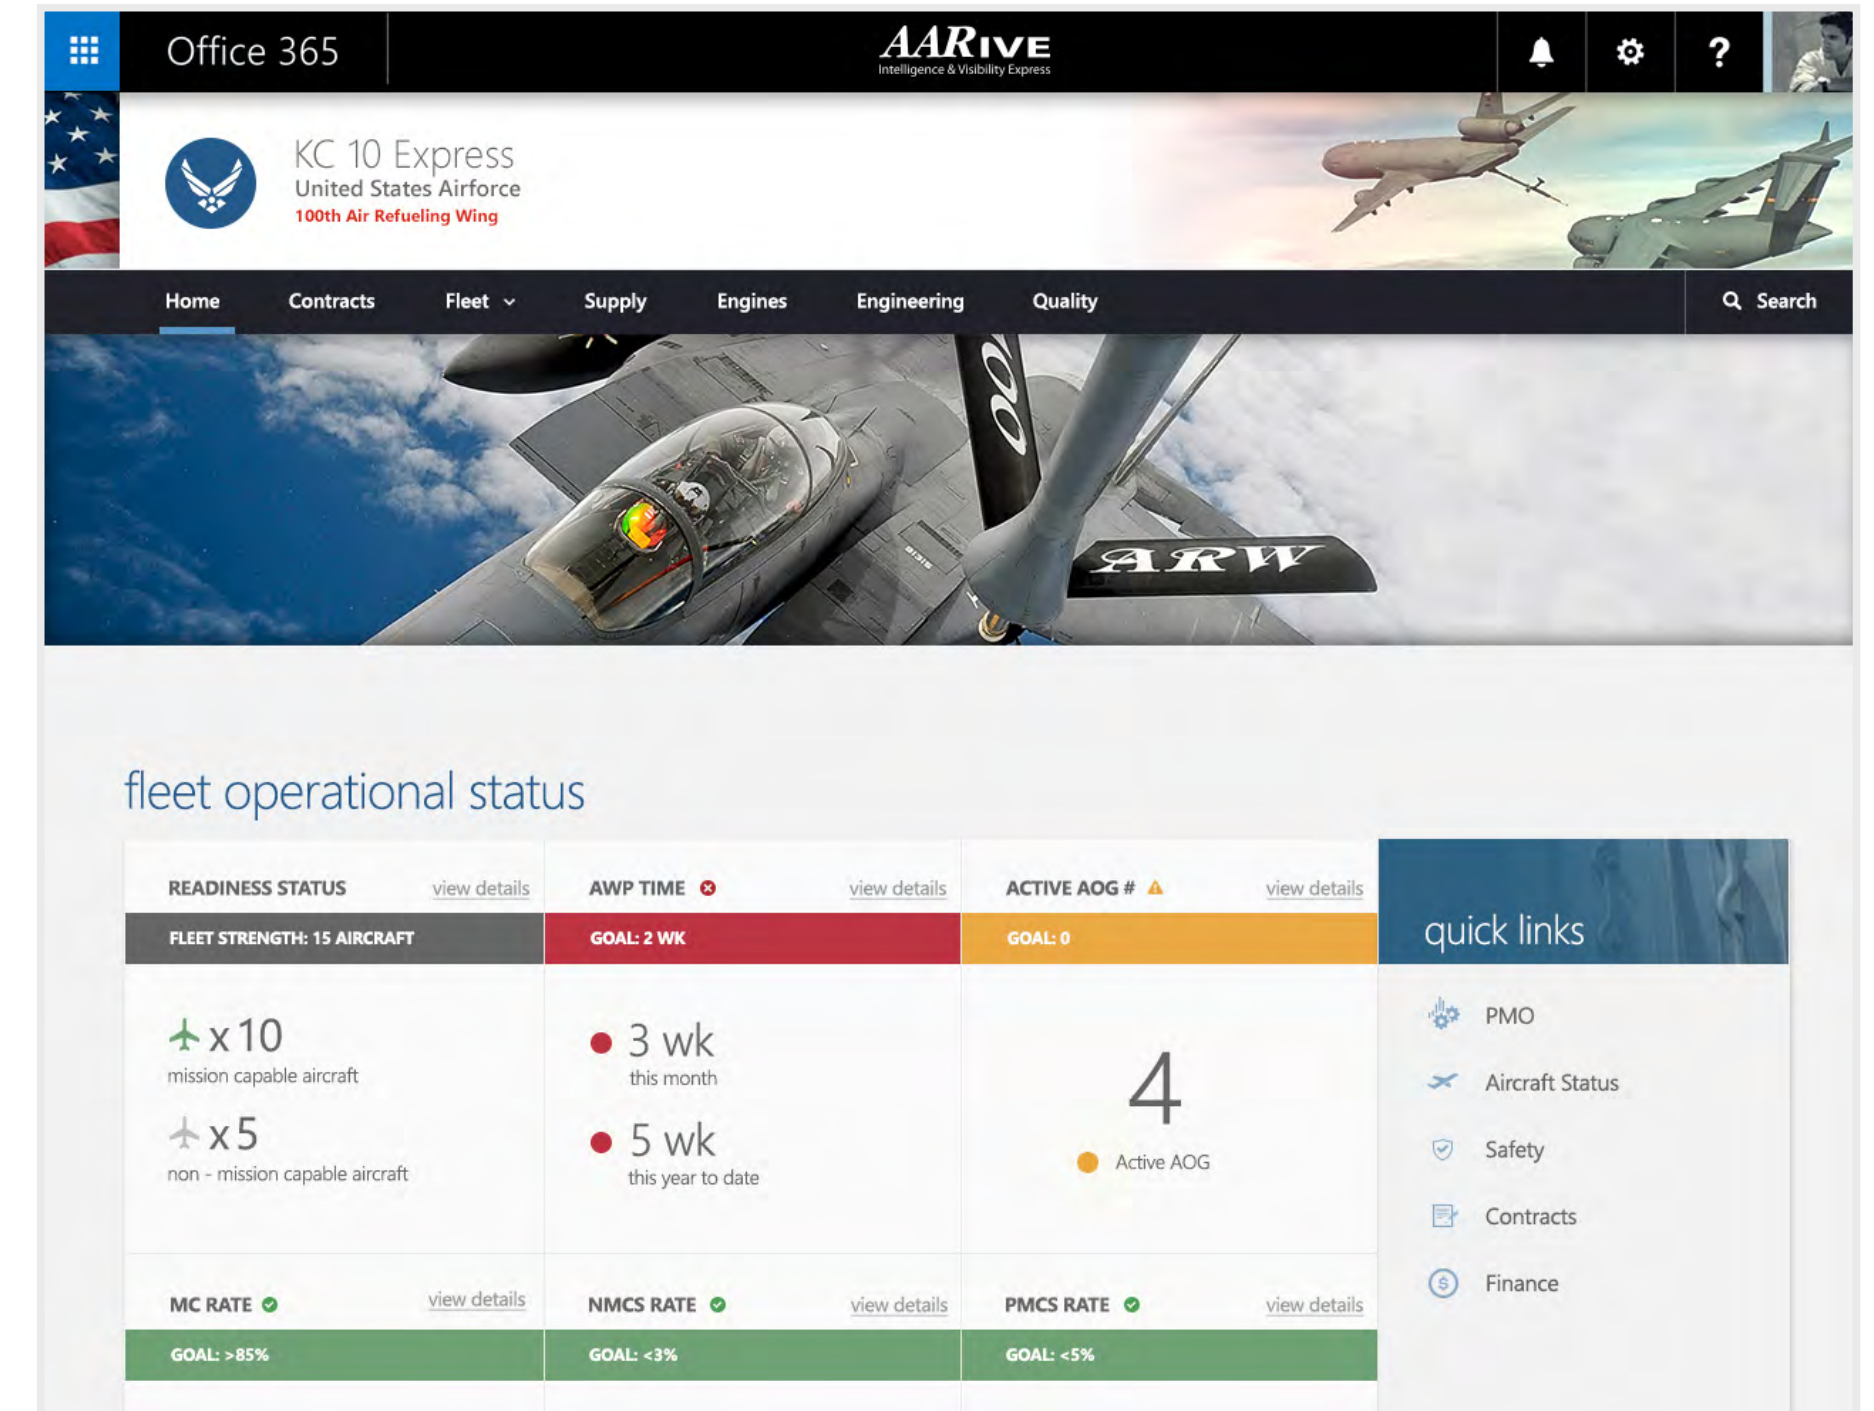 Office 365
AARIVE
Intelligence & Visibility Express
?
KC 10 Express
United States Airforce
100th Air Refueling Wing
Home Contracts Fleet Supply Engines Engineering Quality Search
100
ARW
81316
fleet operational status
READINESS STATUS view details
FLEET STRENGTH: 15 AIRCRAFT
x 10
mission capable aircraft
x 5
non - mission capable aircraft
AWP TIME view details
GOAL: 2 WK
3 wk
this month
5 wk
this year to date
ACTIVE AOG # view details
GOAL: 0
4
Active AOG
MC RATE view details
GOAL: >85%
NMCS RATE view details
GOAL: <3%
PMCS RATE view details
GOAL: <5%
quick links
PMO
Aircraft Status
Safety
Contracts
$ Finance